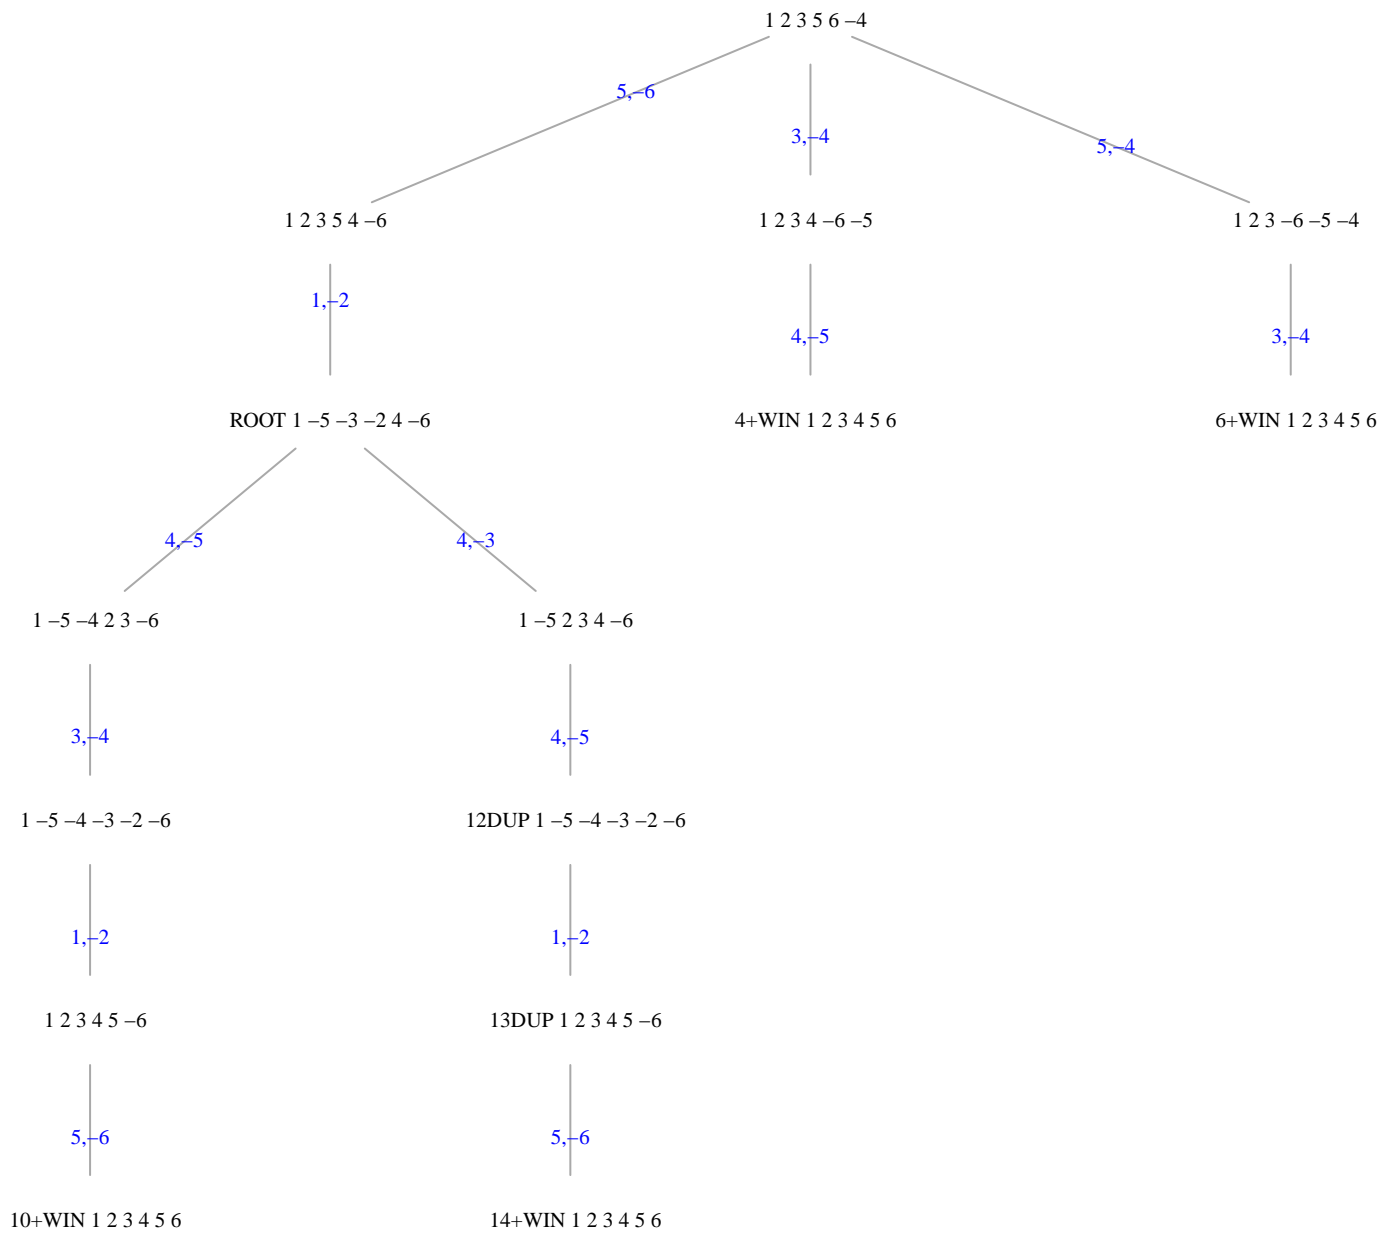 1 2 3 5 6 –4
5,–6
3,–4
5,–4
1 2 3 5 4 –6
1 2 3 4 –6 –5
1 2 3 –6 –5 –4
1,–2
4,–5
3,–4
ROOT 1 –5 –3 –2 4 –6
4+WIN 1 2 3 4 5 6
6+WIN 1 2 3 4 5 6
4,–5
4,–3
1 –5 –4 2 3 –6
1 –5 2 3 4 –6
3,–4
4,–5
1 –5 –4 –3 –2 –6
12DUP 1 –5 –4 –3 –2 –6
1,–2
1,–2
1 2 3 4 5 –6
13DUP 1 2 3 4 5 –6
5,–6
5,–6
10+WIN 1 2 3 4 5 6
14+WIN 1 2 3 4 5 6